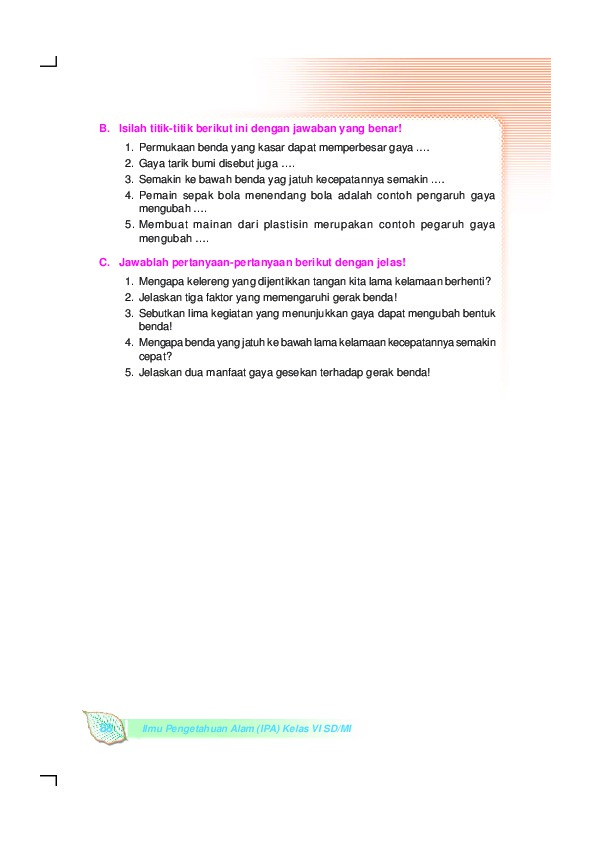 B. Isilah titik-titik berikut ini dengan jawaban yang benar!
1. Permukaan benda yang kasar dapat memperbesar gaya ....
2. Gaya tarik bumi disebut juga ....
3. Semakin ke bawah benda yag jatuh kecepatannya semakin ....
4. Pemain sepak bola menendang bola adalah contoh pengaruh gaya
mengubah ....
5. Membuat mainan dari plastisin merupakan contoh pegaruh gaya
mengubah ....
C. Jawablah pertanyaan-pertanyaan berikut dengan jelas!
1. Mengapa kelereng yang dijentikkan tangan kita lama kelamaan berhenti?
2. Jelaskan tiga faktor yang memengaruhi gerak benda!
3. Sebutkan lima kegiatan yang menunjukkan gaya dapat mengubah bentuk
benda!
4. Mengapa benda yang jatuh ke bawah lama kelamaan kecepatannya semakin
cepat?
5. Jelaskan dua manfaat gaya gesekan terhadap gerak benda!
Ilmu Pengetahuan Alam (IPA) Kelas VI SD/MI